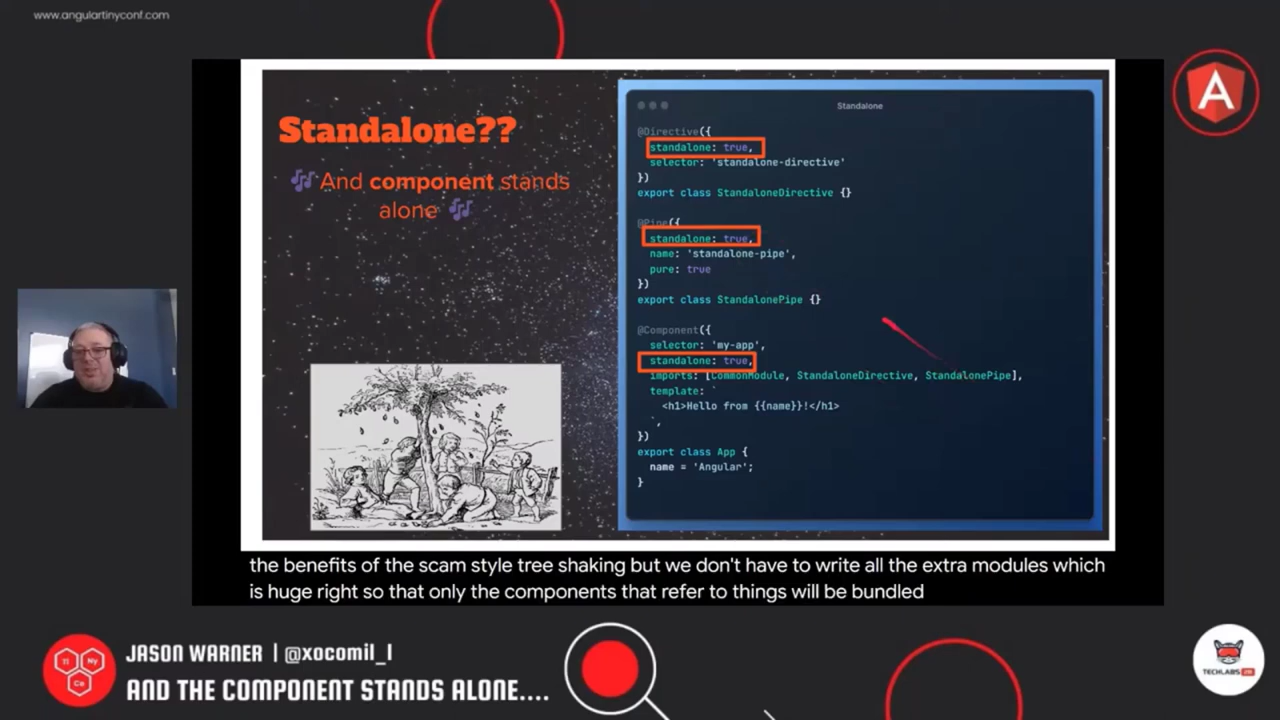 www.angulartinyconf.com
Standalone??
🎶And component stands
alone 🎶
Standalone
@Directive({
standalone: true,
selector: 'standalone-directive'
})
export class StandaloneDirective {}
@Pipe({
standalone: true,
name: 'standalone-pipe',
pure: true
})
export class StandalonePipe {}
@Component({
selector: 'my-app',
standalone: true,
imports: [CommonModule, StandaloneDirective, StandalonePipe],
template: `
<h1>Hello from {{name}}!</h1>
`,
})
export class App {
name = 'Angular';
}
the benefits of the scam style tree shaking but we don't have to write all the extra modules which
is huge right so that only the components that refer to things will be bundled
JASON WARNER | @xocomil_1
AND THE COMPONENT STANDS ALONE....
A
Ti
Ny
Co
TECHLABS